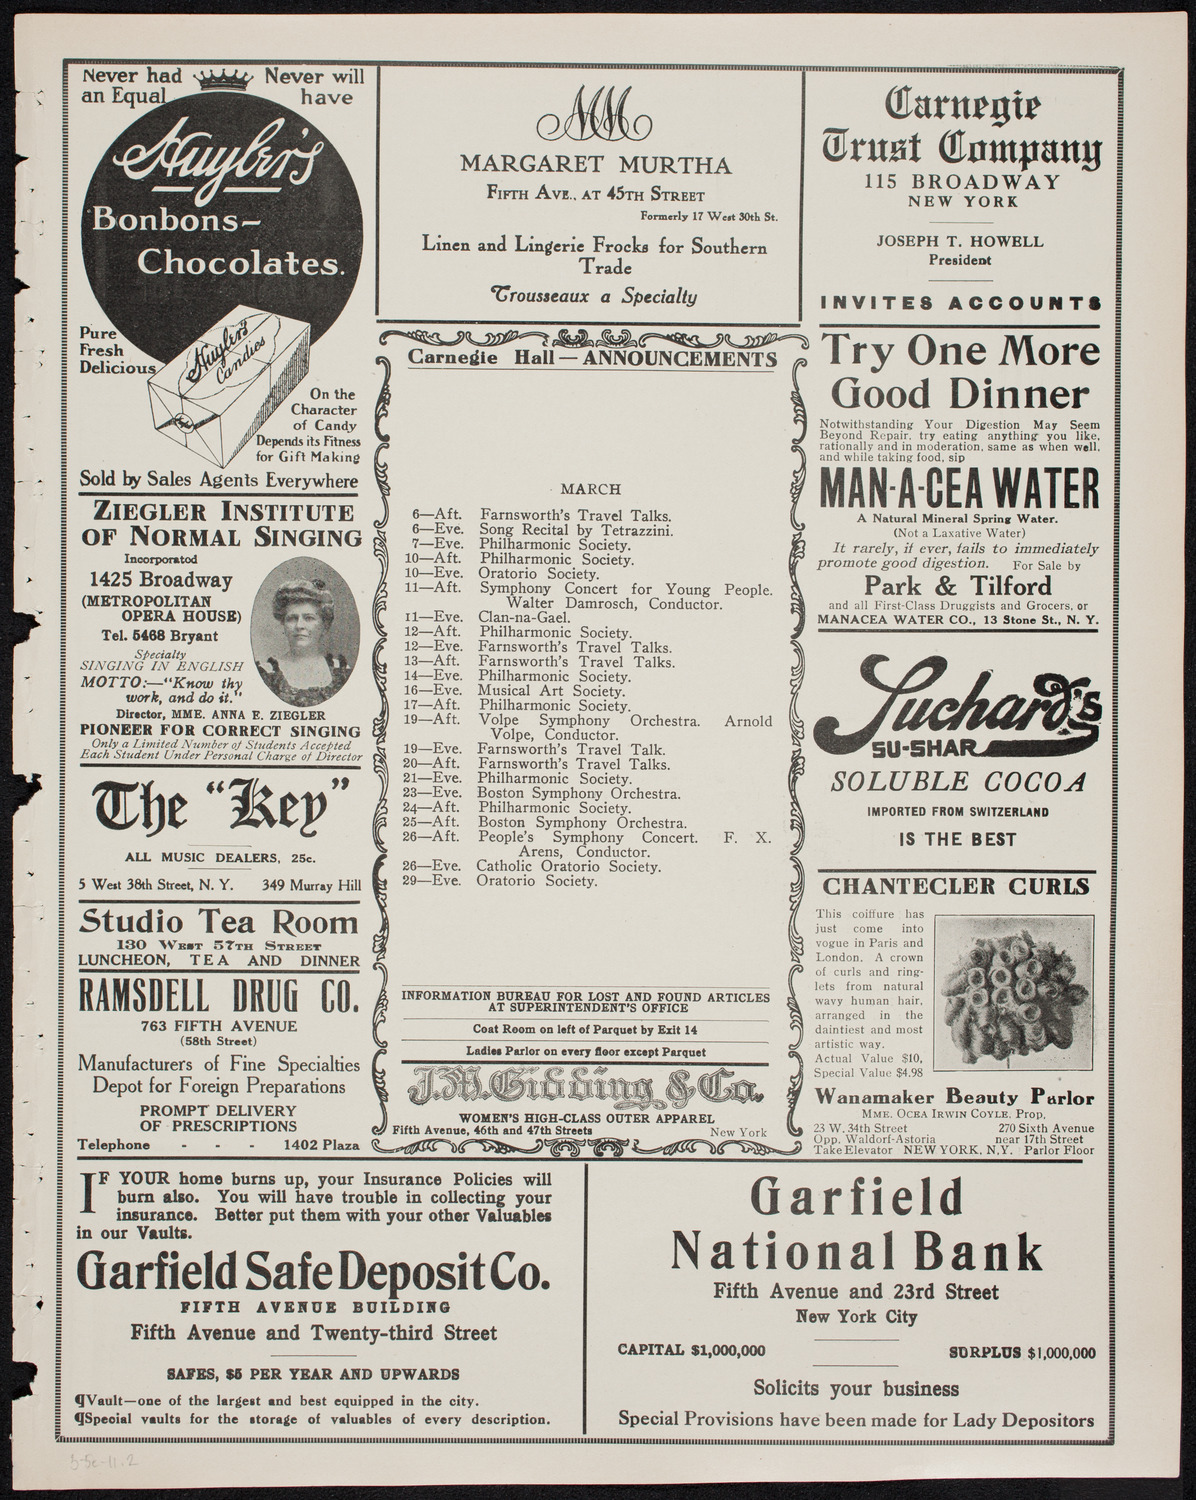 Never had Never will
an Equal have
Huyler's
Bonbons–
Chocolates.
Pure
Fresh
Delicious
Huyler's
Candies
On the
Character
of Candy
Depends its Fitness
for Gift Making
Sold by Sales Agents Everywhere
ZIEGLER INSTITUTE
OF NORMAL SINGING
Incorporated
1425 Broadway
(METROPOLITAN
OPERA HOUSE)
Tel. 5468 Bryant
Specialty
SINGING IN ENGLISH
MOTTO:—"Know thy
work, and do it."
Director, MME. ANNA E. ZIEGLER
PIONEER FOR CORRECT SINGING
Only a Limited Number of Students Accepted
Each Student Under Personal Charge of Director
The "Key"
ALL MUSIC DEALERS, 25c.
5 West 38th Street, N. Y. 349 Murray Hill
Studio Tea Room
130 WEST 57TH STREET
LUNCHEON, TEA AND DINNER
RAMSDELL DRUG CO.
763 FIFTH AVENUE
(58th Street)
Manufacturers of Fine Specialties
Depot for Foreign Preparations
PROMPT DELIVERY
OF PRESCRIPTIONS
Telephone - - - 1402 Plaza
MM
MARGARET MURTHA
FIFTH AVE., AT 45TH STREET
Formerly 17 West 30th St.
Linen and Lingerie Frocks for Southern
Trade
Trousseaux a Specialty
Carnegie Hall — ANNOUNCEMENTS
MARCH
6—Aft. Farnsworth's Travel Talks.
6—Eve. Song Recital by Tetrazzini.
7—Eve. Philharmonic Society.
10—Aft. Philharmonic Society.
10—Eve. Oratorio Society.
11—Aft. Symphony Concert for Young People.
Walter Damrosch, Conductor.
11—Eve. Clan-na-Gael.
12—Aft. Philharmonic Society.
12—Eve. Farnsworth's Travel Talks.
13—Aft. Farnsworth's Travel Talks.
14—Eve. Philharmonic Society.
16—Eve. Musical Art Society.
17—Aft. Philharmonic Society.
19—Aft. Volpe Symphony Orchestra. Arnold
Volpe, Conductor.
19—Eve. Farnsworth's Travel Talk.
20—Aft. Farnsworth's Travel Talks.
21—Eve. Philharmonic Society.
23—Eve. Boston Symphony Orchestra.
24—Aft. Philharmonic Society.
25—Aft. Boston Symphony Orchestra.
26—Aft. People's Symphony Concert. F. X.
Arens, Conductor.
26—Eve. Catholic Oratorio Society.
29—Eve. Oratorio Society.
INFORMATION BUREAU FOR LOST AND FOUND ARTICLES
AT SUPERINTENDENT'S OFFICE
Coat Room on left of Parquet by Exit 14
Ladies Parlor on every floor except Parquet
J.M. Gidding & Co.
WOMEN'S HIGH-CLASS OUTER APPAREL
Fifth Avenue, 46th and 47th Streets New York
Carnegie
Trust Company
115 BROADWAY
NEW YORK
JOSEPH T. HOWELL
President
INVITES ACCOUNTS
Try One More
Good Dinner
Notwithstanding Your Digestion May Seem
Beyond Repair, try eating anything you like,
rationally and in moderation, same as when well,
and while taking food, sip
MAN-A-CEA WATER
A Natural Mineral Spring Water.
(Not a Laxative Water)
It rarely, if ever, fails to immediately
promote good digestion. For Sale by
Park & Tilford
and all First-Class Druggists and Grocers, or
MANACEA WATER CO., 13 Stone St., N. Y.
Suchard's
SU-SHAR
SOLUBLE COCOA
IMPORTED FROM SWITZERLAND
IS THE BEST
CHANTECLER CURLS
This coiffure has
just come into
vogue in Paris and
London. A crown
of curls and ring-
lets from natural
wavy human hair,
arranged in the
daintiest and most
artistic way.
Actual Value $10,
Special Value $4.98
Wanamaker Beauty Parlor
MME. OCEA IRWIN COYLE, Prop,
23 W. 34th Street 270 Sixth Avenue
Opp. Waldorf-Astoria near 17th Street
Take Elevator NEW YORK, N.Y. Parlor Floor
IF YOUR home burns up, your Insurance Policies will
burn also. You will have trouble in collecting your
insurance. Better put them with your other Valuables
in our Vaults.
Garfield Safe Deposit Co.
FIFTH AVENUE BUILDING
Fifth Avenue and Twenty-third Street
SAFES, $5 PER YEAR AND UPWARDS
¶Vault—one of the largest and best equipped in the city.
¶Special vaults for the storage of valuables of every description.
Garfield
National Bank
Fifth Avenue and 23rd Street
New York City
CAPITAL $1,000,000 SURPLUS $1,000,000
Solicits your business
Special Provisions have been made for Lady Depositors